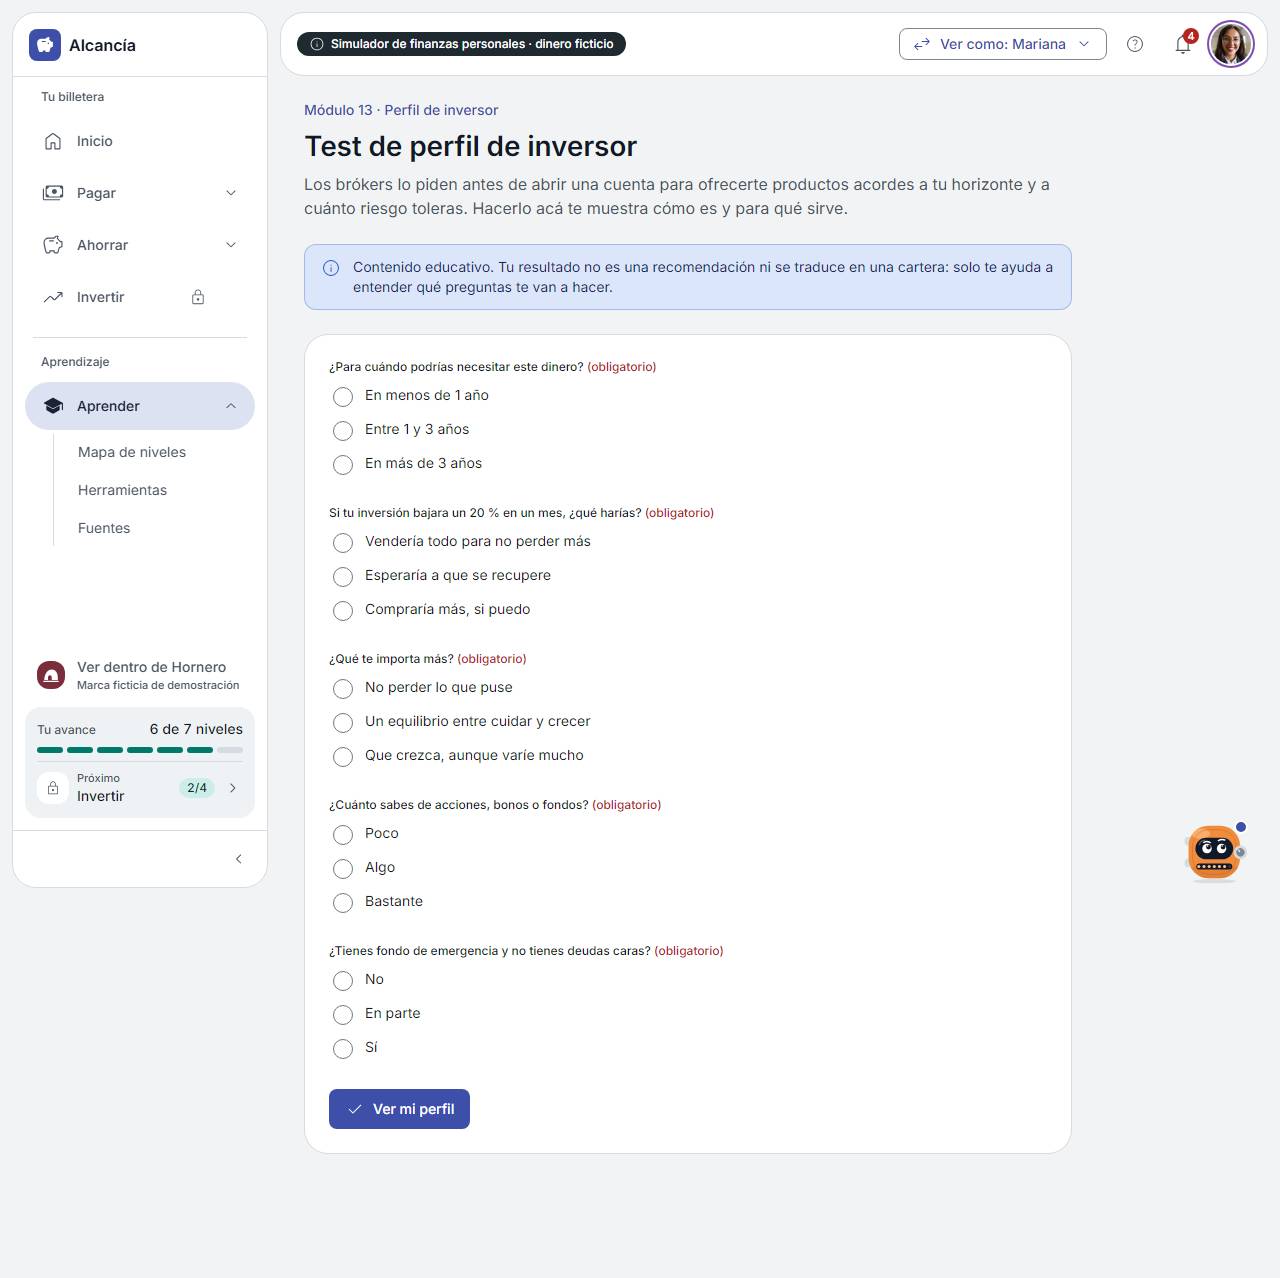 Alcancía
Tu billetera
Inicio
Pagar
Ahorrar
Invertir
Aprendizaje
Aprender
Mapa de niveles
Herramientas
Fuentes
Ver dentro de Hornero
Marca ficticia de demostración
Tu avance 6 de 7 niveles
Próximo
Invertir 2/4
Simulador de finanzas personales · dinero ficticio
Ver como: Mariana
4
Módulo 13 · Perfil de inversor
Test de perfil de inversor
Los brókers lo piden antes de abrir una cuenta para ofrecerte productos acordes a tu horizonte y a
cuánto riesgo toleras. Hacerlo acá te muestra cómo es y para qué sirve.
Contenido educativo. Tu resultado no es una recomendación ni se traduce en una cartera: solo te ayuda a
entender qué preguntas te van a hacer.
¿Para cuándo podrías necesitar este dinero? (obligatorio)
En menos de 1 año
Entre 1 y 3 años
En más de 3 años
Si tu inversión bajara un 20 % en un mes, ¿qué harías? (obligatorio)
Vendería todo para no perder más
Esperaría a que se recupere
Compraría más, si puedo
¿Qué te importa más? (obligatorio)
No perder lo que puse
Un equilibrio entre cuidar y crecer
Que crezca, aunque varíe mucho
¿Cuánto sabes de acciones, bonos o fondos? (obligatorio)
Poco
Algo
Bastante
¿Tienes fondo de emergencia y no tienes deudas caras? (obligatorio)
No
En parte
Sí
Ver mi perfil